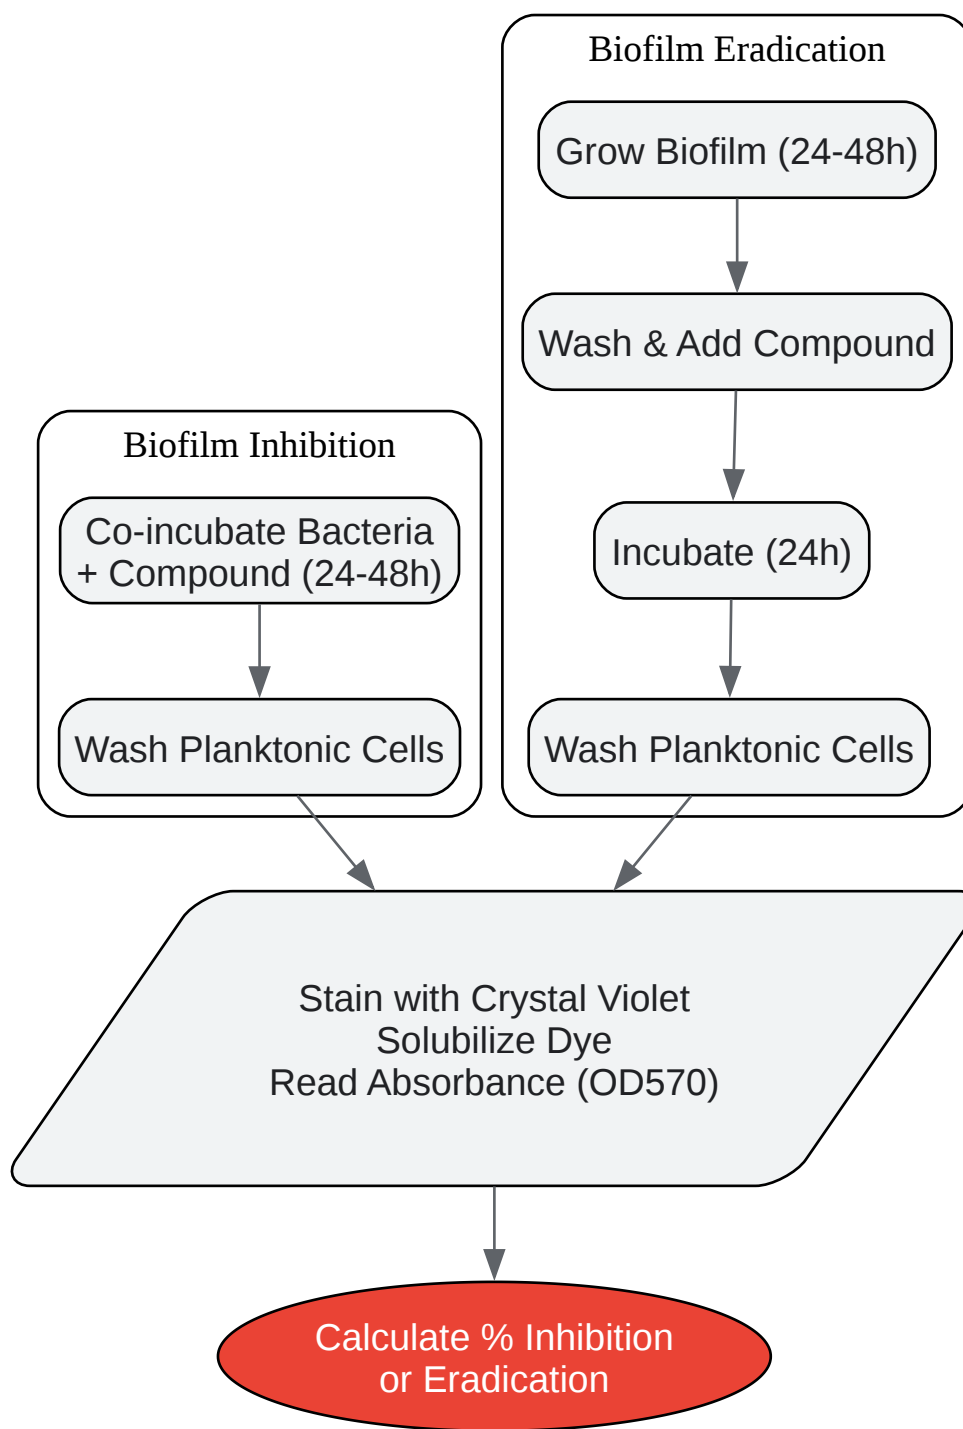 Biofilm Eradication
Grow Biofilm (24-48h)
Wash & Add Compound
Incubate (24h)
Wash Planktonic Cells
Biofilm Inhibition
Co-incubate Bacteria
+ Compound (24-48h)
Wash Planktonic Cells
Stain with Crystal Violet
Solubilize Dye
Read Absorbance (OD570)
Calculate % Inhibition
or Eradication